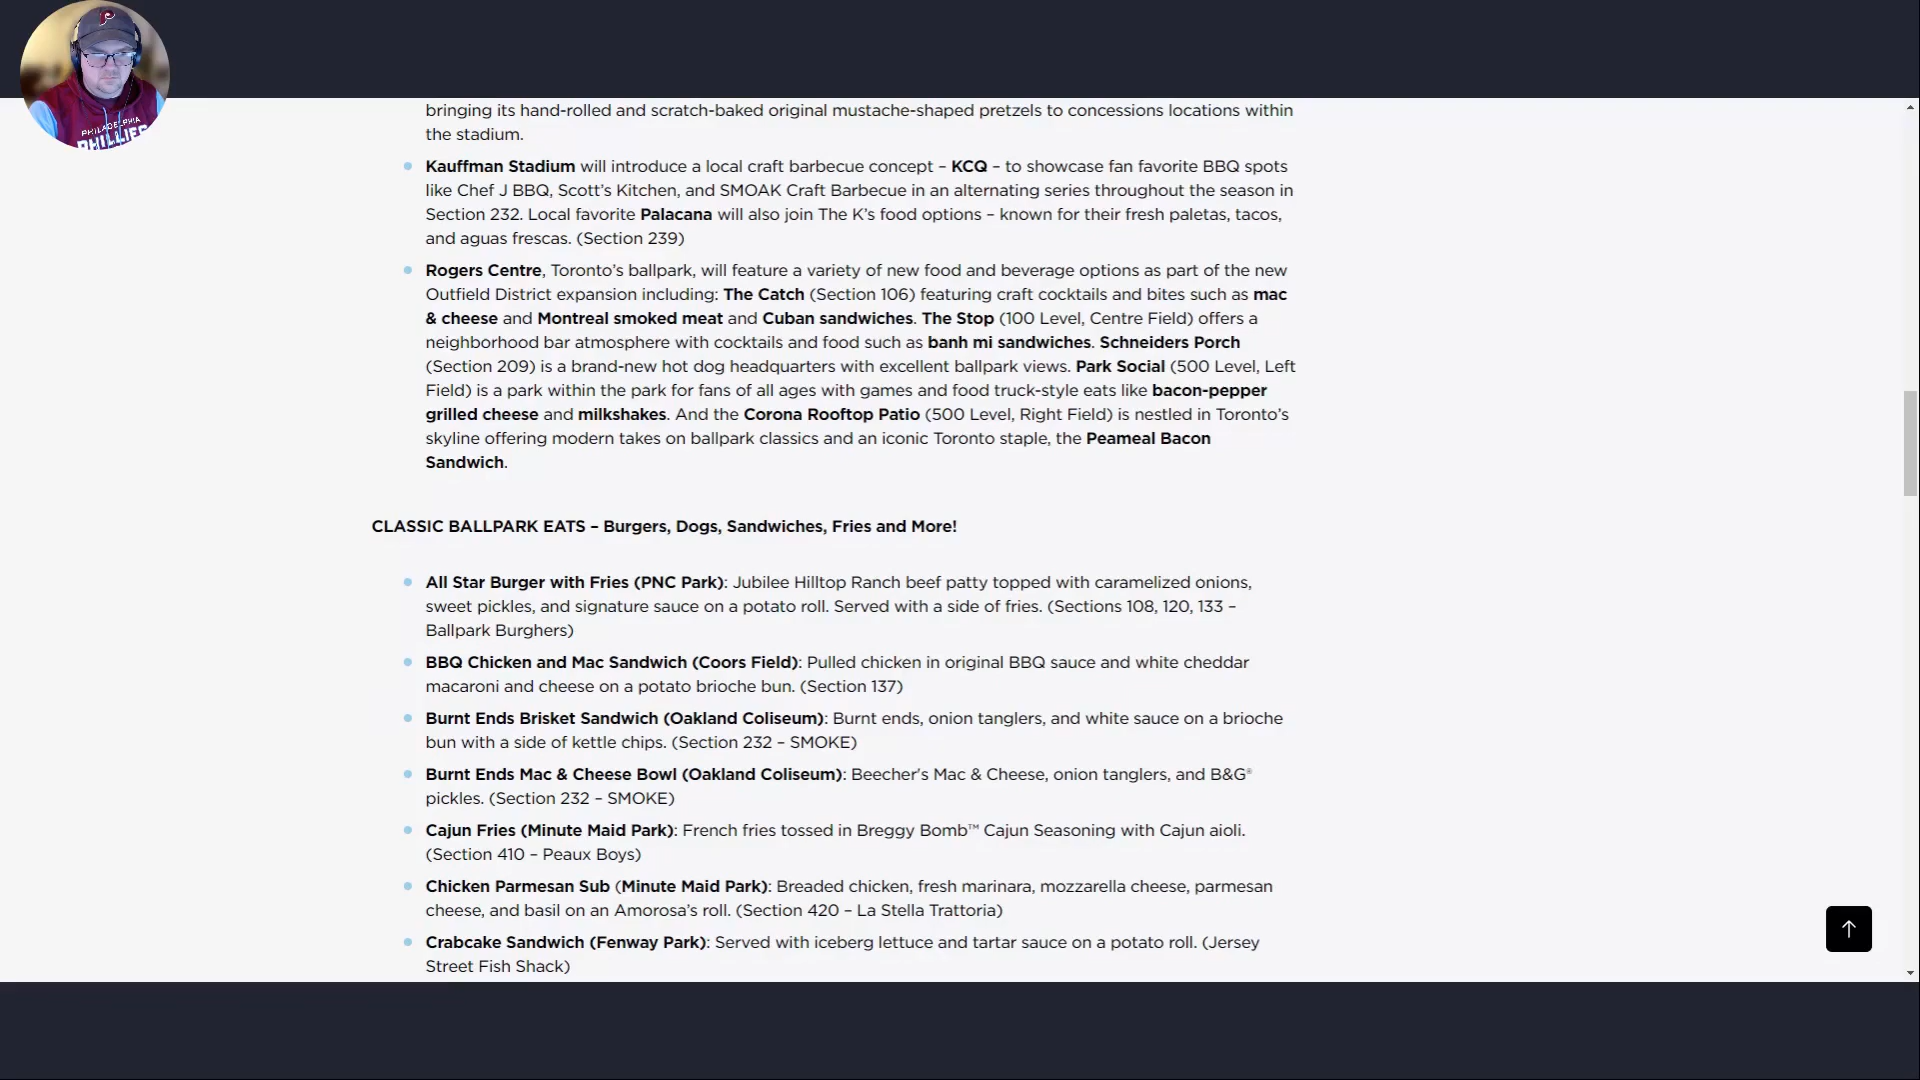 P
PHILADELPHIA
PHILLIES
bringing its hand-rolled and scratch-baked original mustache-shaped pretzels to concessions locations within
the stadium.
Kauffman Stadium will introduce a local craft barbecue concept – KCQ – to showcase fan favorite BBQ spots
like Chef J BBQ, Scott’s Kitchen, and SMOAK Craft Barbecue in an alternating series throughout the season in
Section 232. Local favorite Palacana will also join The K’s food options – known for their fresh paletas, tacos,
and aguas frescas. (Section 239)
Rogers Centre, Toronto’s ballpark, will feature a variety of new food and beverage options as part of the new
Outfield District expansion including: The Catch (Section 106) featuring craft cocktails and bites such as mac
& cheese and Montreal smoked meat and Cuban sandwiches. The Stop (100 Level, Centre Field) offers a
neighborhood bar atmosphere with cocktails and food such as banh mi sandwiches. Schneiders Porch
(Section 209) is a brand-new hot dog headquarters with excellent ballpark views. Park Social (500 Level, Left
Field) is a park within the park for fans of all ages with games and food truck-style eats like bacon-pepper
grilled cheese and milkshakes. And the Corona Rooftop Patio (500 Level, Right Field) is nestled in Toronto’s
skyline offering modern takes on ballpark classics and an iconic Toronto staple, the Peameal Bacon
Sandwich.
CLASSIC BALLPARK EATS – Burgers, Dogs, Sandwiches, Fries and More!
All Star Burger with Fries (PNC Park): Jubilee Hilltop Ranch beef patty topped with caramelized onions,
sweet pickles, and signature sauce on a potato roll. Served with a side of fries. (Sections 108, 120, 133 –
Ballpark Burghers)
BBQ Chicken and Mac Sandwich (Coors Field): Pulled chicken in original BBQ sauce and white cheddar
macaroni and cheese on a potato brioche bun. (Section 137)
Burnt Ends Brisket Sandwich (Oakland Coliseum): Burnt ends, onion tanglers, and white sauce on a brioche
bun with a side of kettle chips. (Section 232 – SMOKE)
Burnt Ends Mac & Cheese Bowl (Oakland Coliseum): Beecher’s Mac & Cheese, onion tanglers, and B&G®
pickles. (Section 232 – SMOKE)
Cajun Fries (Minute Maid Park): French fries tossed in Breggy Bomb™ Cajun Seasoning with Cajun aioli.
(Section 410 – Peaux Boys)
Chicken Parmesan Sub (Minute Maid Park): Breaded chicken, fresh marinara, mozzarella cheese, parmesan
cheese, and basil on an Amorosa’s roll. (Section 420 – La Stella Trattoria)
Crabcake Sandwich (Fenway Park): Served with iceberg lettuce and tartar sauce on a potato roll. (Jersey
Street Fish Shack)